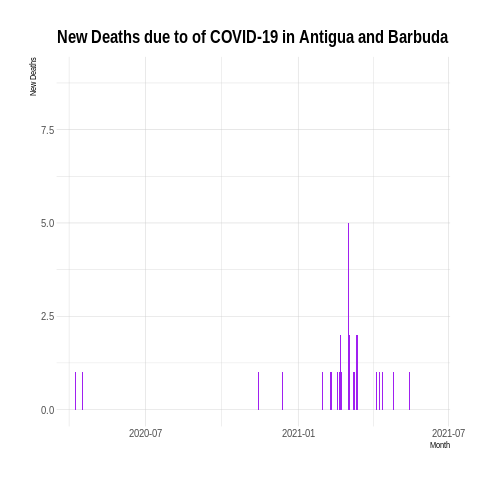 New Deaths due to of COVID-19 in Antigua and Barbuda
New Deaths
7.5
5.0
2.5
0.0
2020-07 2021-01 2021-07
Month